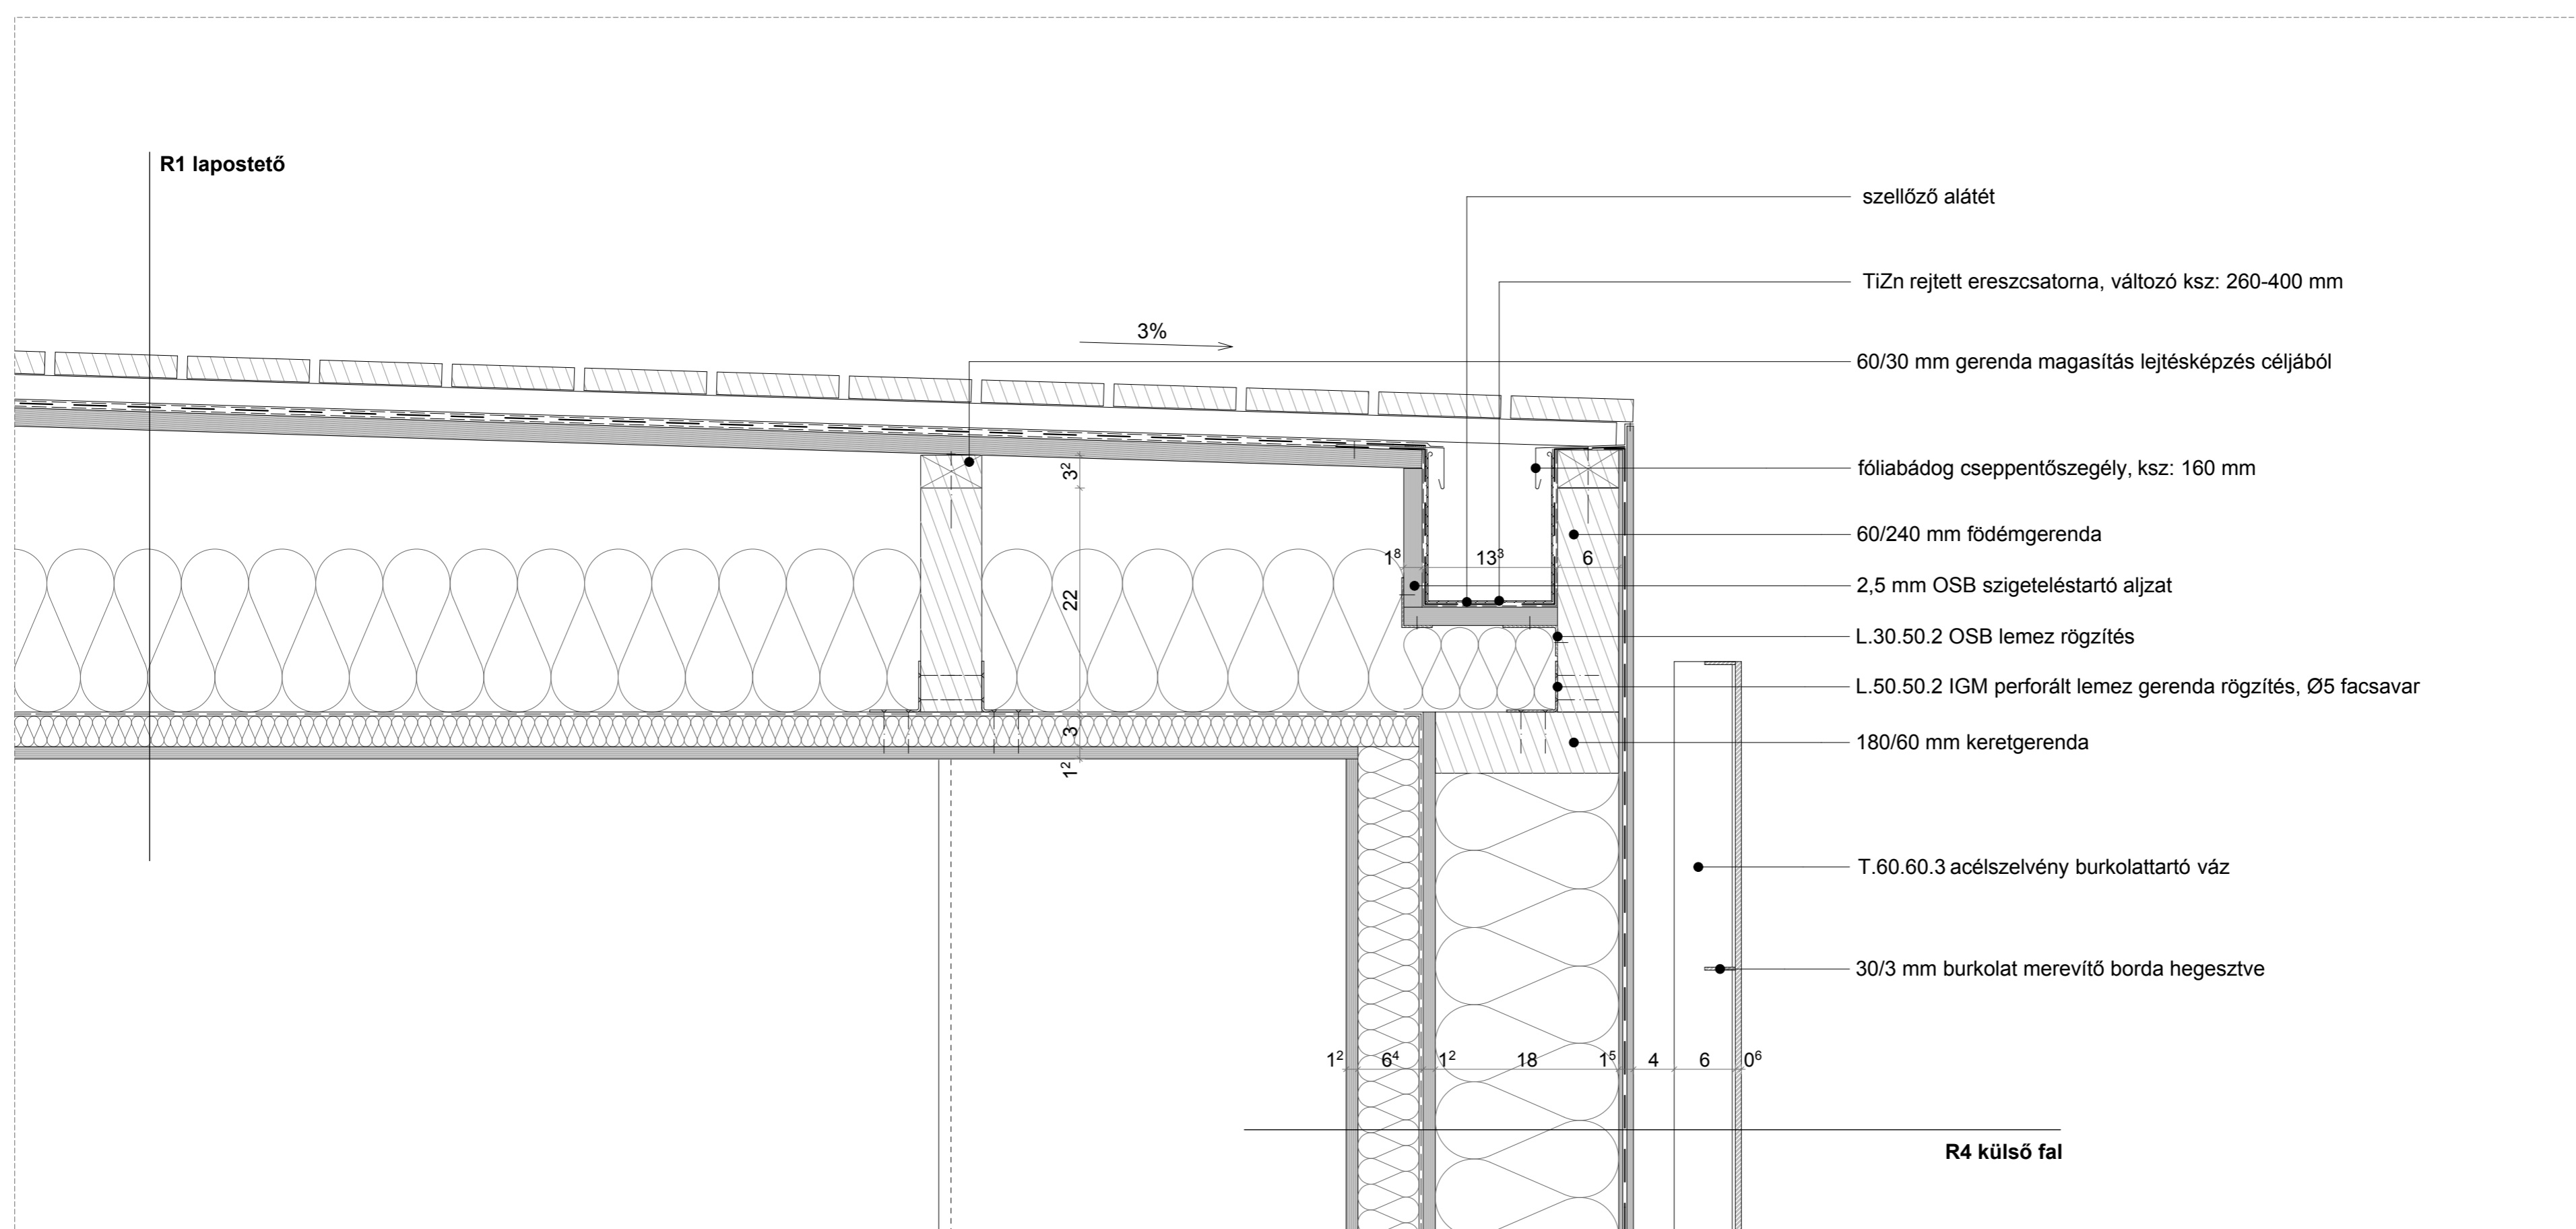 R1 lapostető
szellőző alátét
TiZn rejtett ereszcsatorna, változó ksz: 260-400 mm
3%
60/30 mm gerenda magasítás lejtésképzés céljából
3²
fóliabádog cseppentőszegély, ksz: 160 mm
60/240 mm födémgerenda
1⁸ 13³ 6
2,5 mm OSB szigeteléstartó aljzat
22
L.30.50.2 OSB lemez rögzítés
L.50.50.2 IGM perforált lemez gerenda rögzítés, Ø5 facsavar
3
180/60 mm keretgerenda
1²
T.60.60.3 acélszelvény burkolattartó váz
30/3 mm burkolat merevítő borda hegesztve
1² 6⁴ 1² 18 1⁵ 4 6 0⁶
R4 külső fal